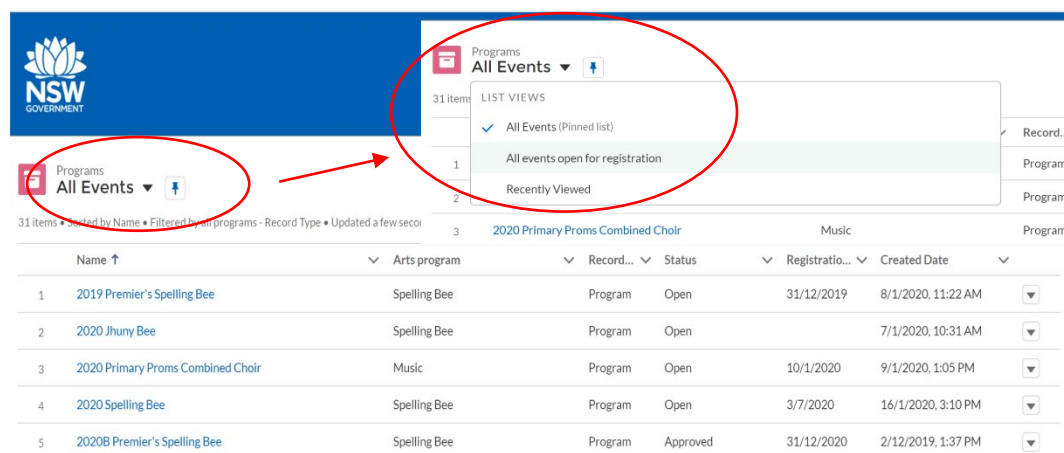 NSW
GOVERNMENT
Programs
All Events
31 items • Sorted by Name • Filtered by all programs - Record Type • Updated a few seco
Programs
All Events
31 items
LIST VIEWS
All Events (Pinned list)
All events open for registration
Recently Viewed
Record...
1 Program
2 Program
3 2020 Primary Proms Combined Choir Music Program
Name ↑ Arts program Record... Status Registratio... Created Date
1 2019 Premier's Spelling Bee Spelling Bee Program Open 31/12/2019 8/1/2020, 11:22 AM
2 2020 Jhuny Bee Spelling Bee Program Open 7/1/2020, 10:31 AM
3 2020 Primary Proms Combined Choir Music Program Open 10/1/2020 9/1/2020, 1:05 PM
4 2020 Spelling Bee Spelling Bee Program Open 3/7/2020 16/1/2020, 3:10 PM
5 2020B Premier's Spelling Bee Spelling Bee Program Approved 31/12/2020 2/12/2019, 1:37 PM